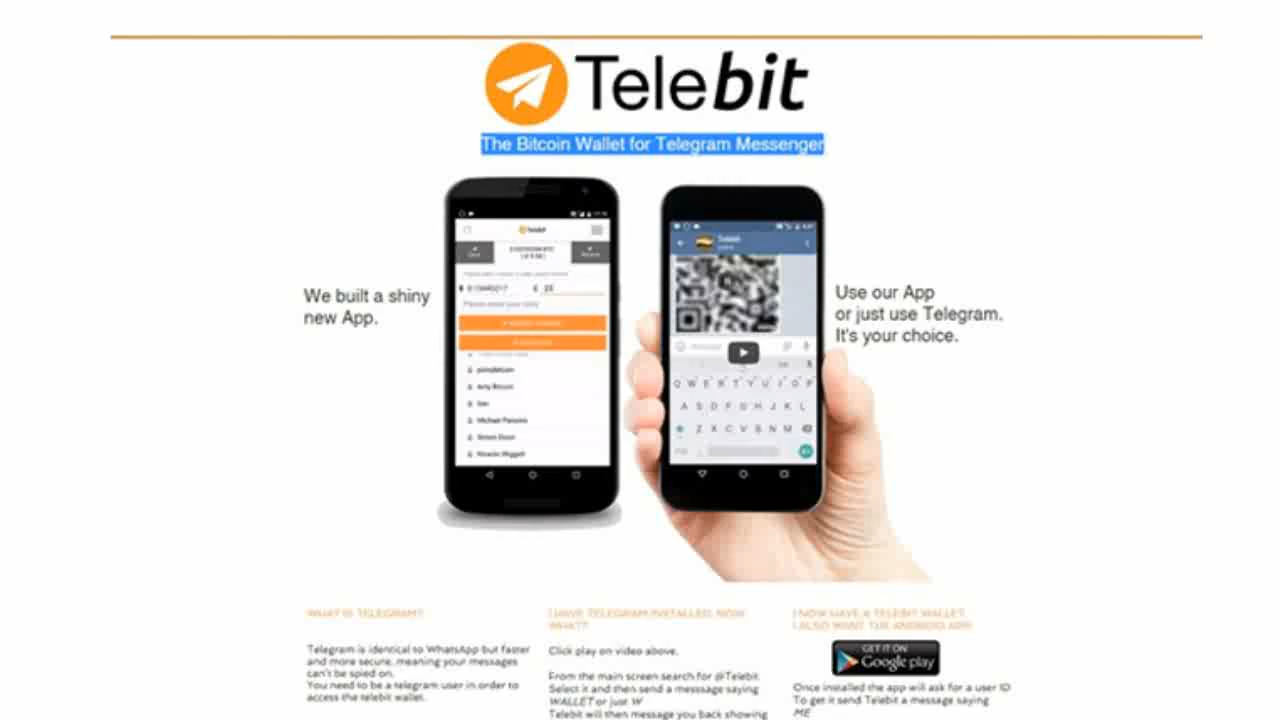 Telebit
The Bitcoin Wallet for Telegram Messenger
We built a shiny
new App.
Use our App
or just use Telegram.
It's your choice.
Q W E R T Y U I O P
A S D F G H J K L
Z X C V B N M
WHAT IS TELEGRAM?
Telegram is identical to WhatsApp but faster
and more secure, meaning your messages
can't be spied on.
You need to be a telegram user in order to
access the telebit wallet.
I HAVE TELEGRAM INSTALLED, NOW
WHAT?
Click play on video above.
From the main screen search for @Telebit
Select it and then send a message saying
WALLET or just W
Telebit will then message you back showing
I NOW HAVE A TELEBIT WALLET,
I ALSO WANT THE ANDROID APP!
GET IT ON
Google play
Once installed the app will ask for a user ID
To get it send Telebit a message saying
ME